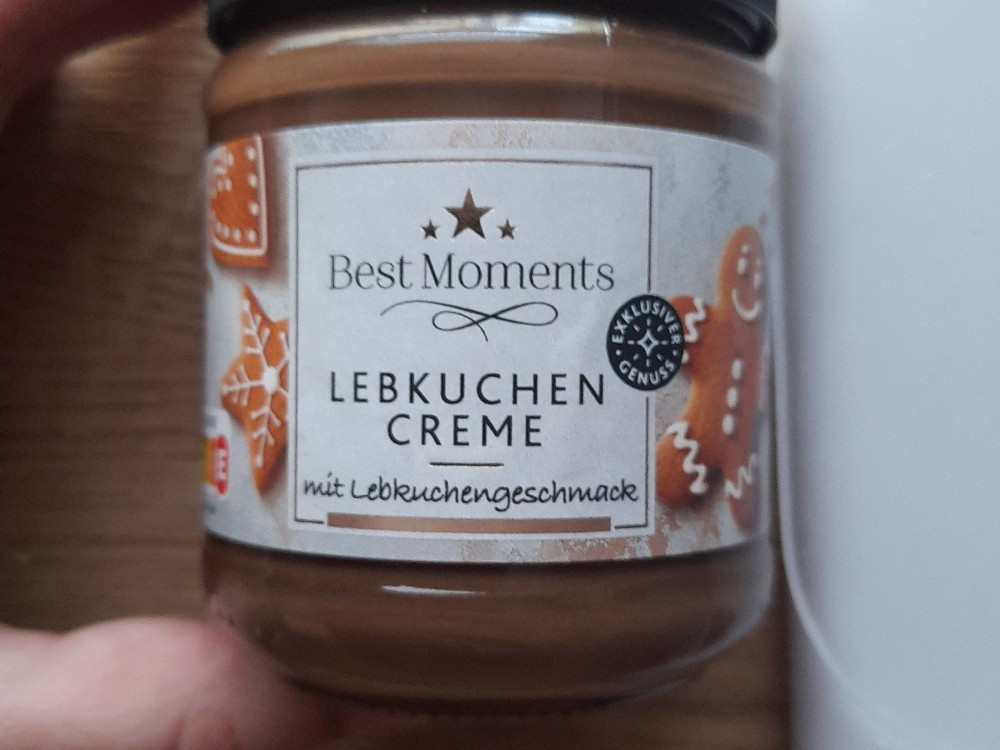 Best Moments
EXKLUSIVER
GENUSS
LEBKUCHEN
CREME
mit Lebkuchengeschmack